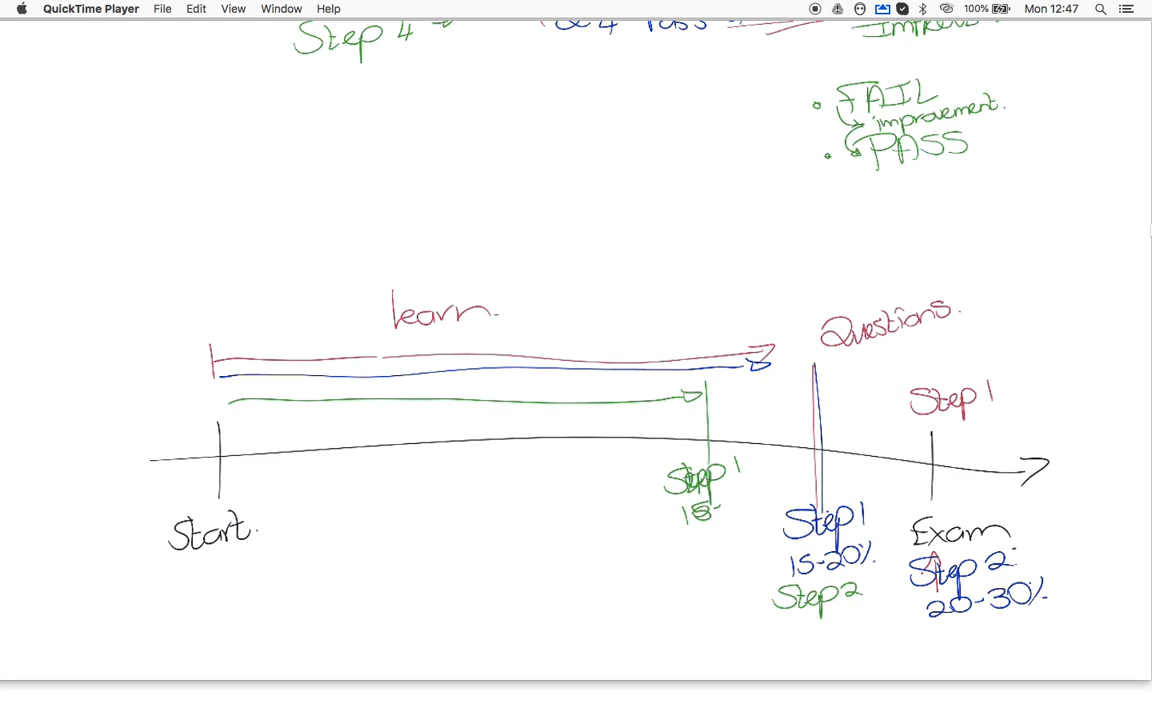 QuickTime Player File Edit View Window Help 100% Mon 12:47
Step 4
FAIL
improvement.
PASS
learn.
Questions.
Step 1
Step 1
15-
Start.
Step 1
15-20%.
Step 2
Exam.
Step 2.
20-30%.